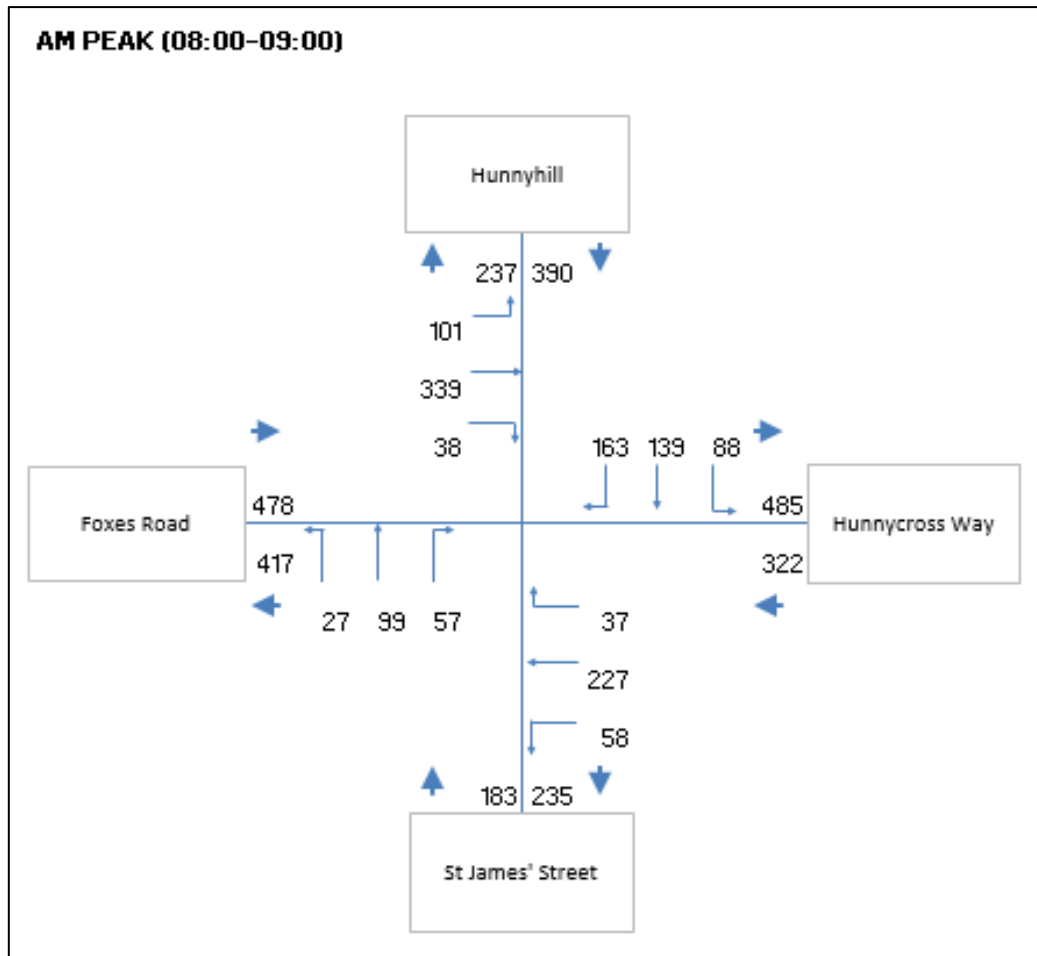 AM PEAK (08:00-09:00)
Hunnyhill
237 390
101
339
38
163 139 88
478
Foxes Road
417
485
Hunnycross Way
322
27 99 57
37
227
58
183 235
St James' Street